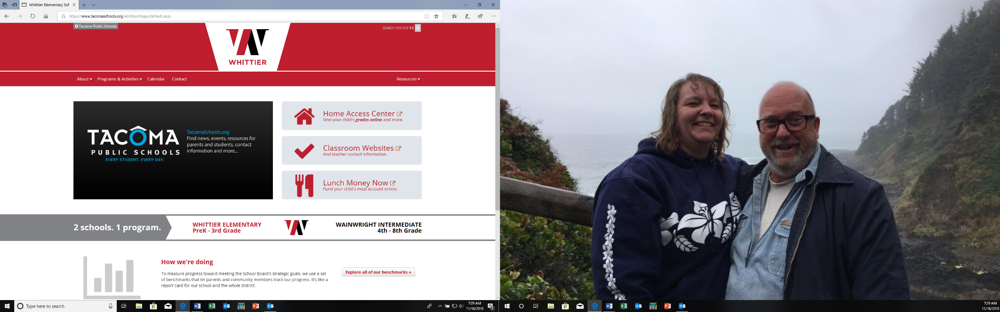 Whittier Elementary Sch
https://www.tacomaschools.org/whittier/Pages/default.aspx
Tacoma Public Schools
SEARCH THIS SITE
WHITTIER
About
Programs & Activities
Calendar
Contact
Resources
TACOMA
PUBLIC SCHOOLS
EVERY STUDENT. EVERY DAY.
TacomaSchools.org
Find news, events, resources for
parents and students, contact
information and more...
Home Access Center
Find your child's grades online and more.
Classroom Websites
And teacher contact information.
Lunch Money Now
Fund your child's meal account online.
2 schools. 1 program.
WHITTIER ELEMENTARY
PreK - 3rd Grade
WAINWRIGHT INTERMEDIATE
4th - 8th Grade
How we're doing
To measure progress toward meeting the School Board's strategic goals, we use a set
of benchmarks that let parents and community members track our progress. It's like a
report card for our school and the whole district.
Explore all of our benchmarks »
Type here to search
7:29 AM
11/16/2018
2
7:29 AM
11/16/2018